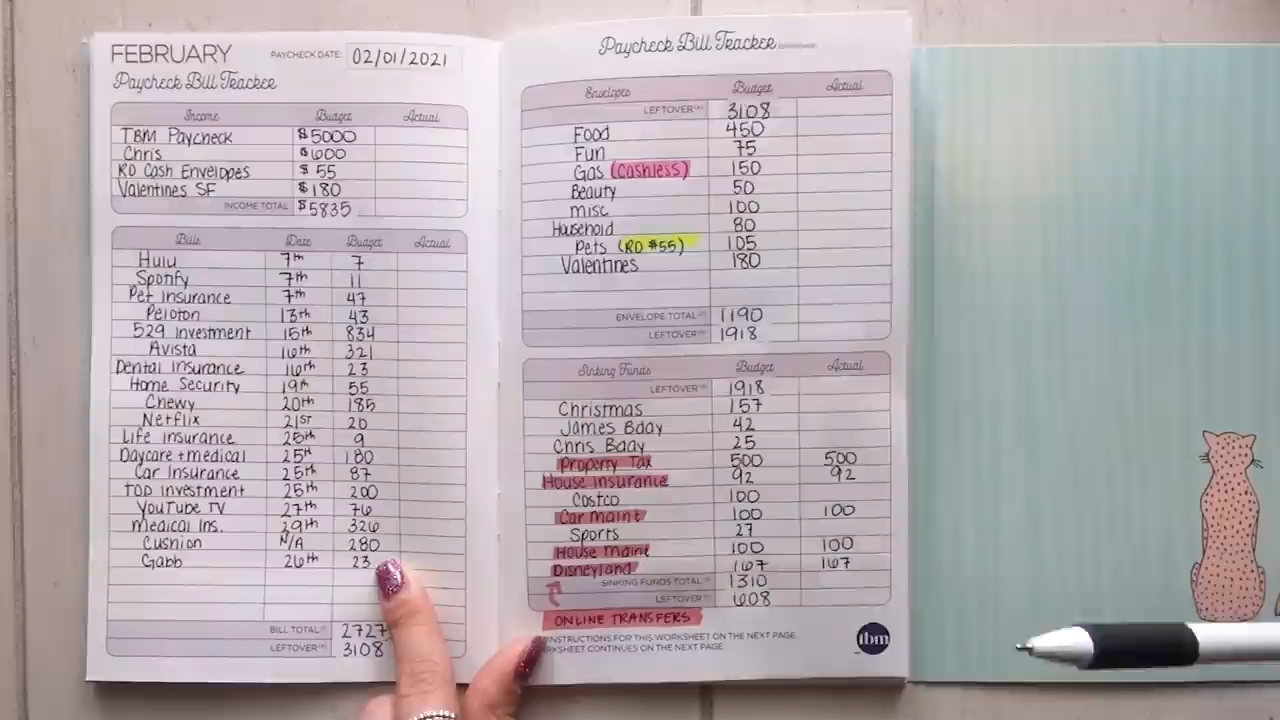 FEBRUARY PAYCHECK DATE: 02/01/2021
Paycheck Bill Tracker
Income Budget Actual
TBM Paycheck $5000
Chris $600
RD Cash Envelopes $55
Valentines SF $180
INCOME TOTAL $5835
Bills Date Budget Actual
Hulu 7th 7
Spotify 7th 11
Pet Insurance 7th 47
Peloton 13th 43
529 Investment 15th 834
Avista 16th 321
Dental Insurance 16th 23
Home Security 19th 55
Chewy 20th 185
Netflix 21ST 20
Life Insurance 25th 9
Daycare + medical 25th 180
Car Insurance 25th 87
TOD Investment 25th 200
YouTube TV 27th 76
Medical Ins. 29th 326
Cushion N/A 280
Gabb 26th 23
BILL TOTAL 2727
LEFTOVER 3108
Paycheck Bill Tracker
Envelopes Budget Actual
LEFTOVER 3108
Food 450
Fun 75
Gas (Cashless) 150
Beauty 50
misc 100
Household 80
Pets (RD $55) 105
Valentines 180
ENVELOPE TOTAL 1190
LEFTOVER 1918
Sinking Funds Budget Actual
LEFTOVER 1918
Christmas 157
James Bday 42
Chris Bday 25
Property Tax 500 500
House Insurance 92 92
Costco 100
Car Maint 100 100
Sports 27
House Maint 100 100
Disneyland 167 167
SINKING FUNDS TOTAL 1310
LEFTOVER 608
ONLINE TRANSFERS
INSTRUCTIONS FOR THIS WORKSHEET ON THE NEXT PAGE
WORKSHEET CONTINUES ON THE NEXT PAGE
tbm